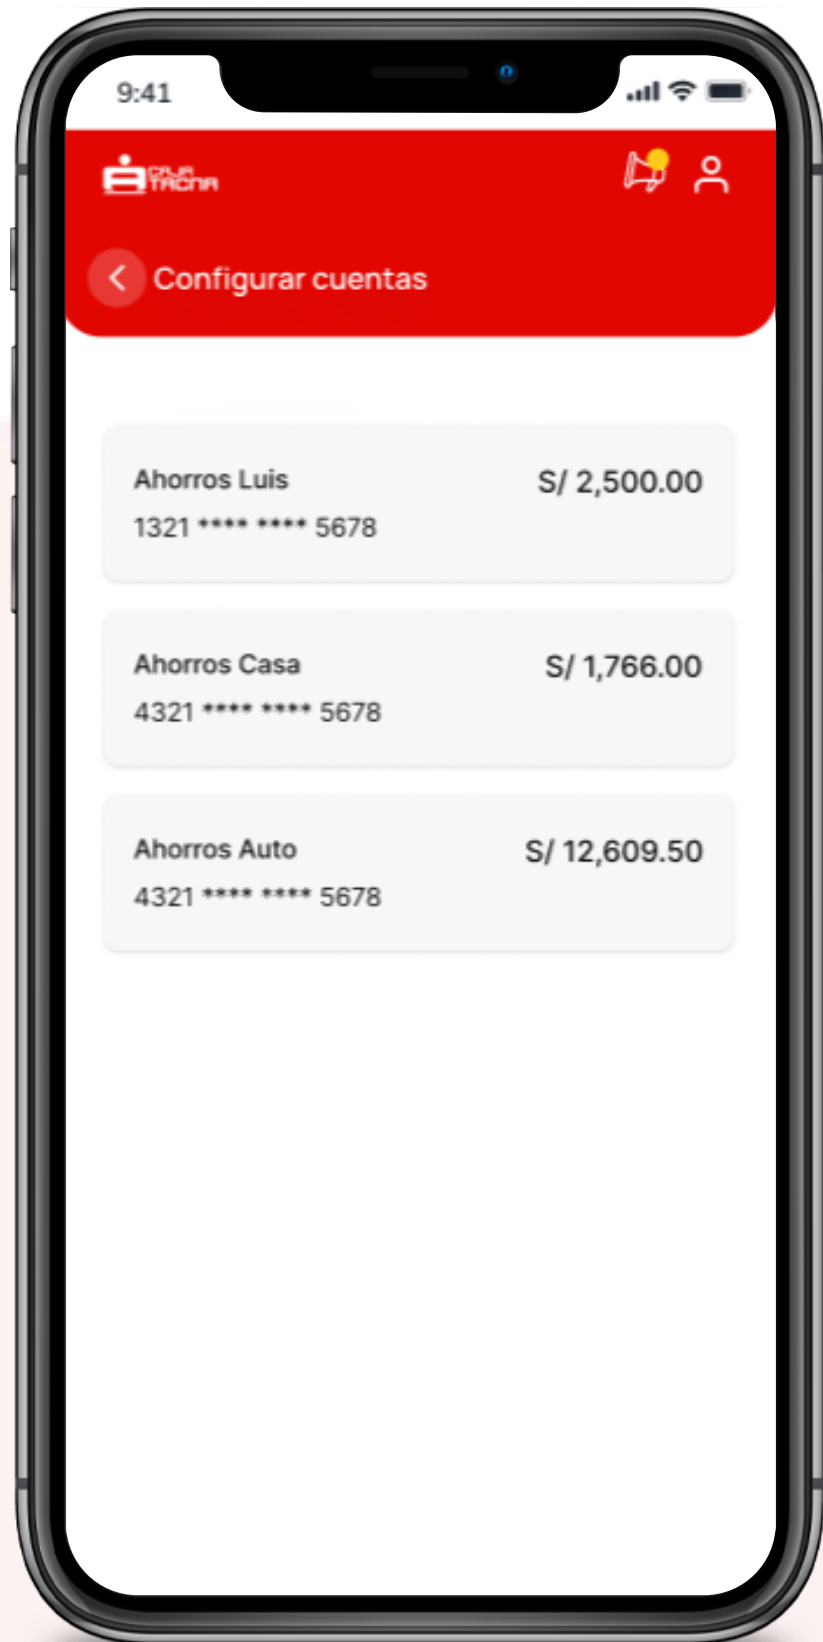 9:41
CAJA
TACNA
Configurar cuentas
Ahorros Luis
S/ 2,500.00
1321 **** **** 5678
Ahorros Casa
S/ 1,766.00
4321 **** **** 5678
Ahorros Auto
S/ 12,609.50
4321 **** **** 5678